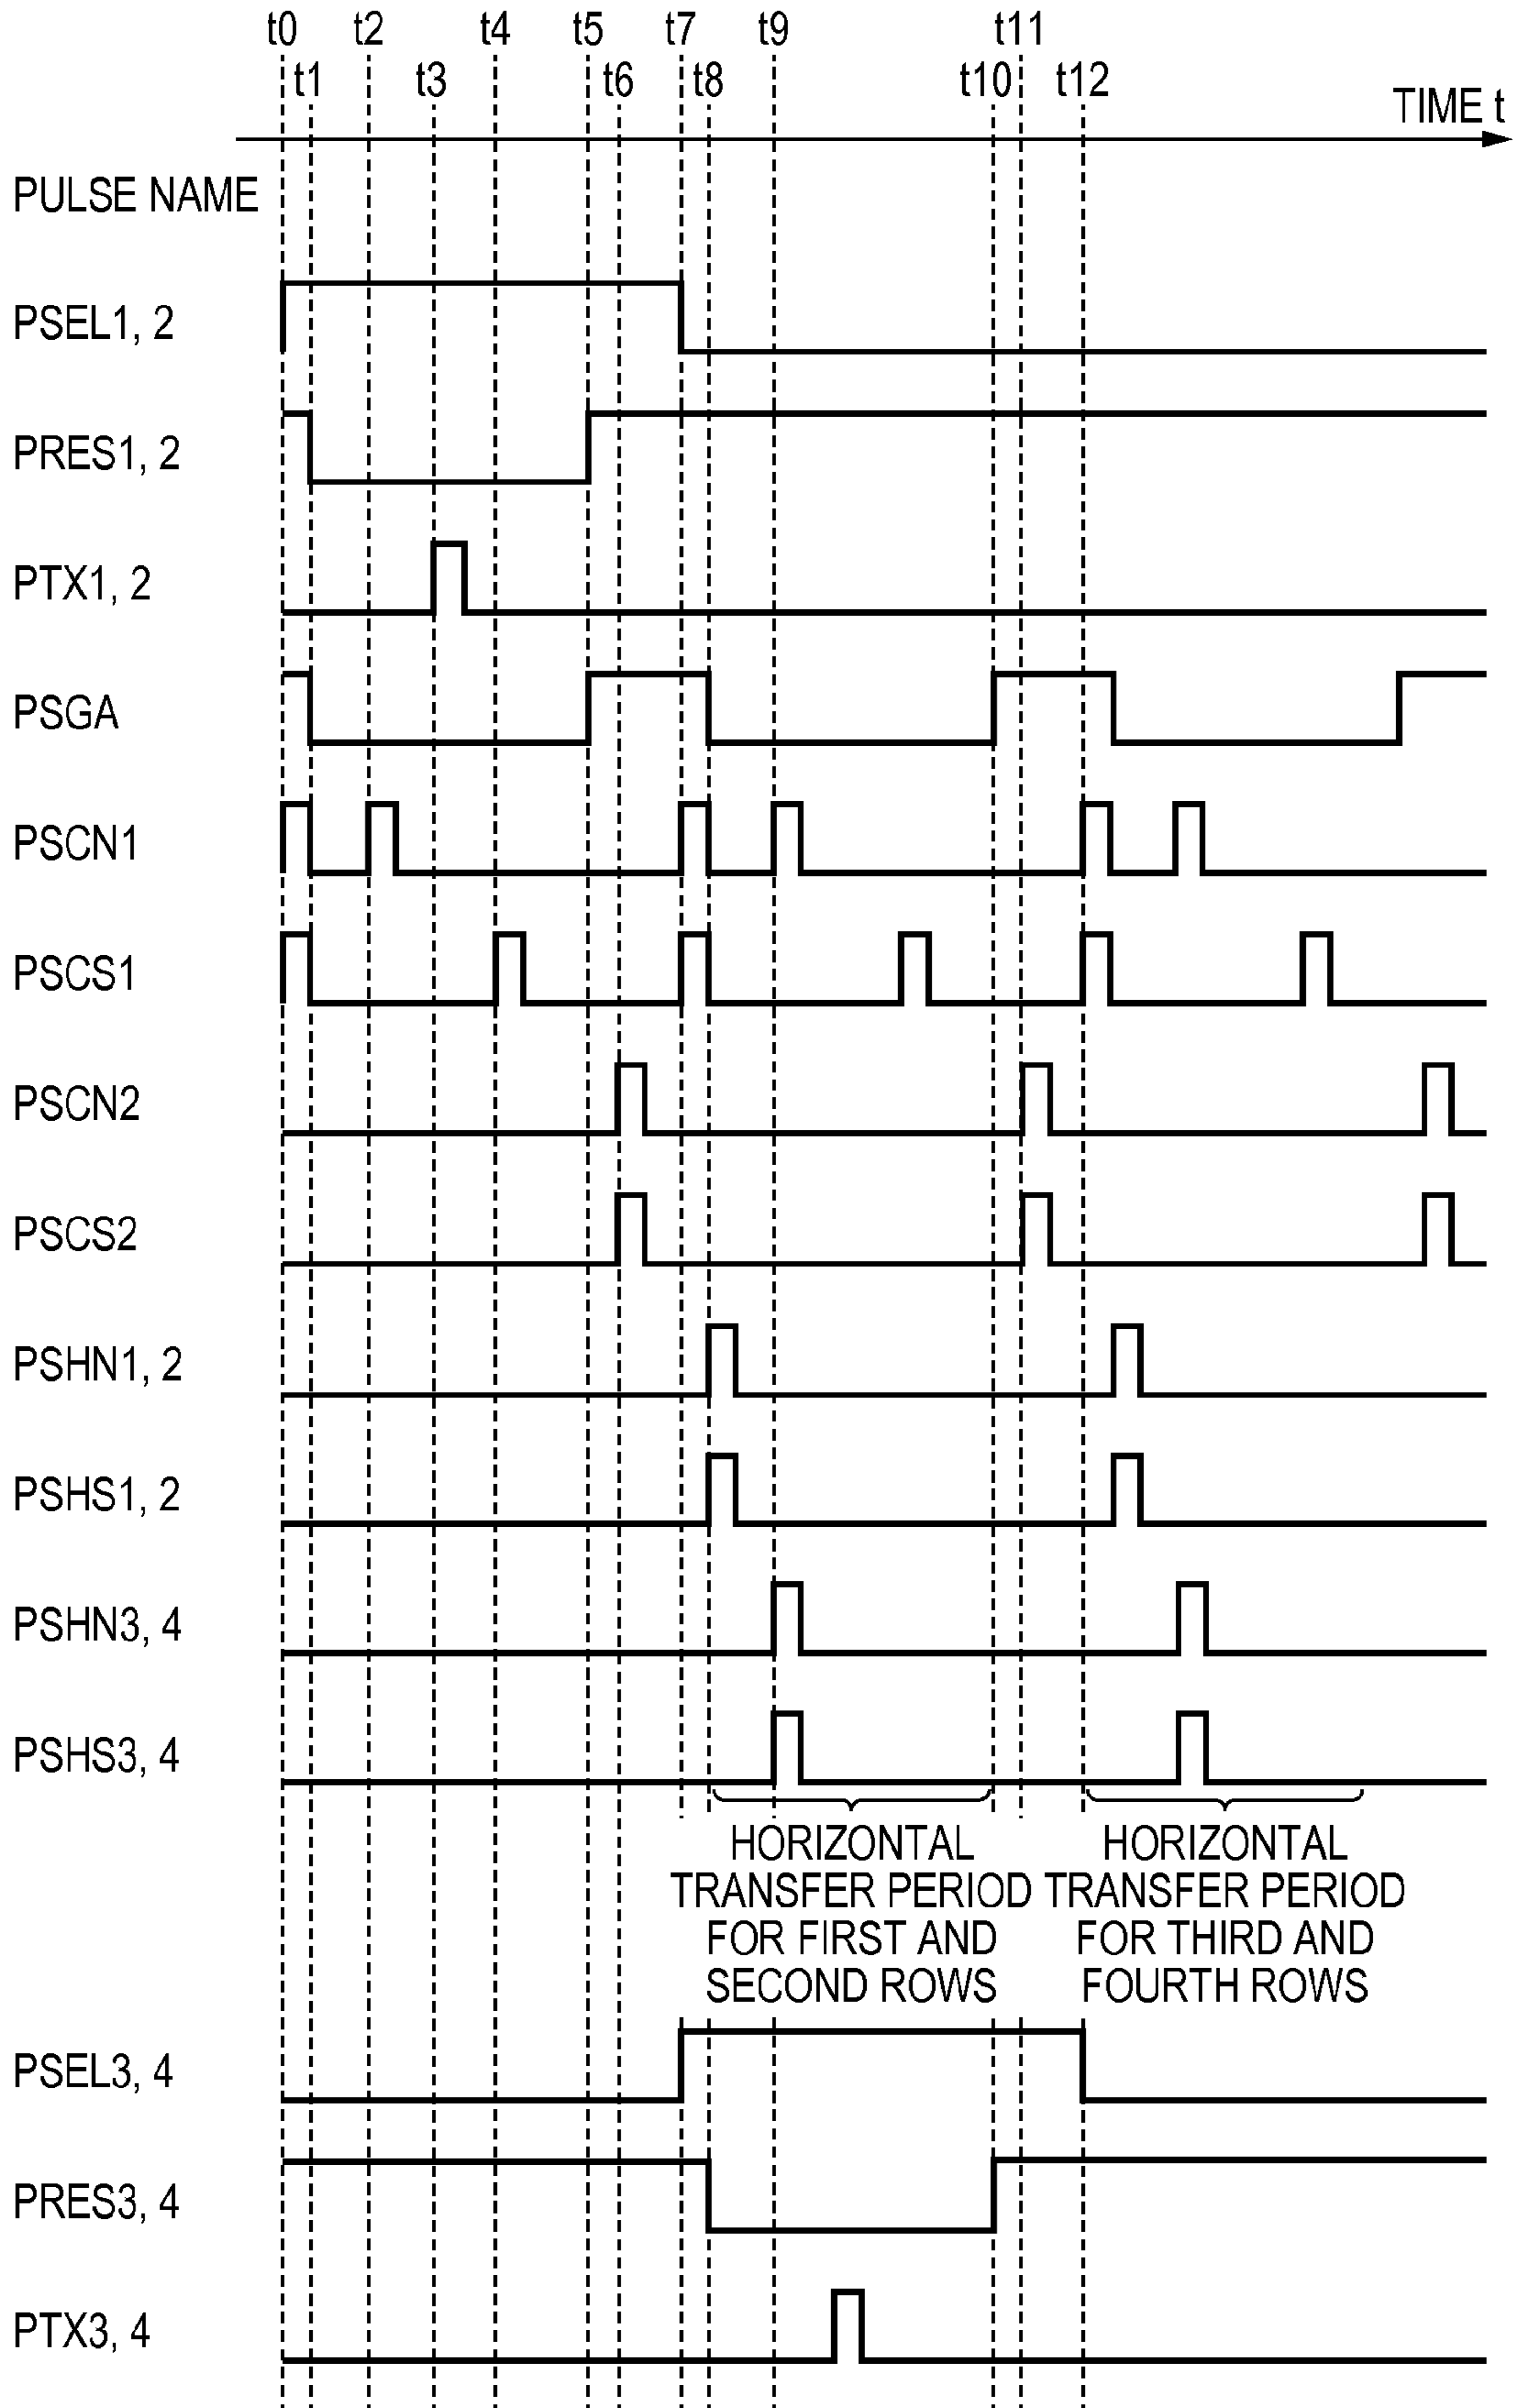 t0 t2 t4 t5 t7 t9 t11
t1 t3 t6 t8 t10 t12
TIME t
PULSE NAME
PSEL1, 2
PRES1, 2
PTX1, 2
PSGA
PSCN1
PSCS1
PSCN2
PSCS2
PSHN1, 2
PSHS1, 2
PSHN3, 4
PSHS3, 4
HORIZONTAL
TRANSFER PERIOD
FOR FIRST AND
SECOND ROWS
HORIZONTAL
TRANSFER PERIOD
FOR THIRD AND
FOURTH ROWS
PSEL3, 4
PRES3, 4
PTX3, 4